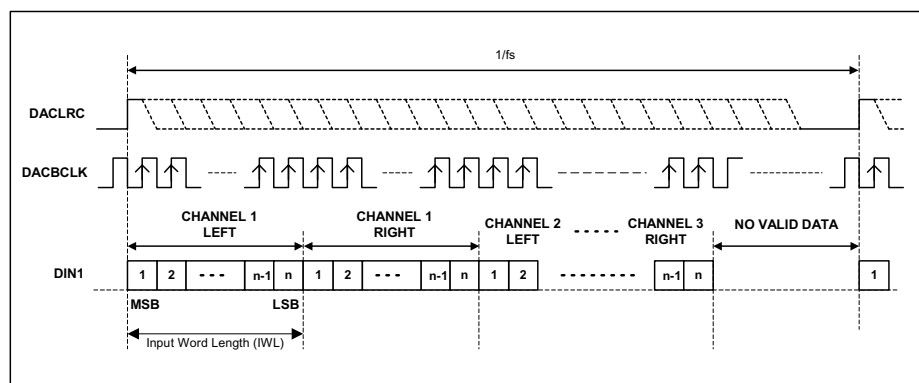 1/fs
DACLRC
DACBCLK
CHANNEL 1 LEFT
CHANNEL 1 RIGHT
CHANNEL 2 LEFT
CHANNEL 3 RIGHT
NO VALID DATA
DIN1
1 2 n-1 n 1 2 n-1 n 1 2 n-1 n 1
MSB LSB
Input Word Length (IWL)